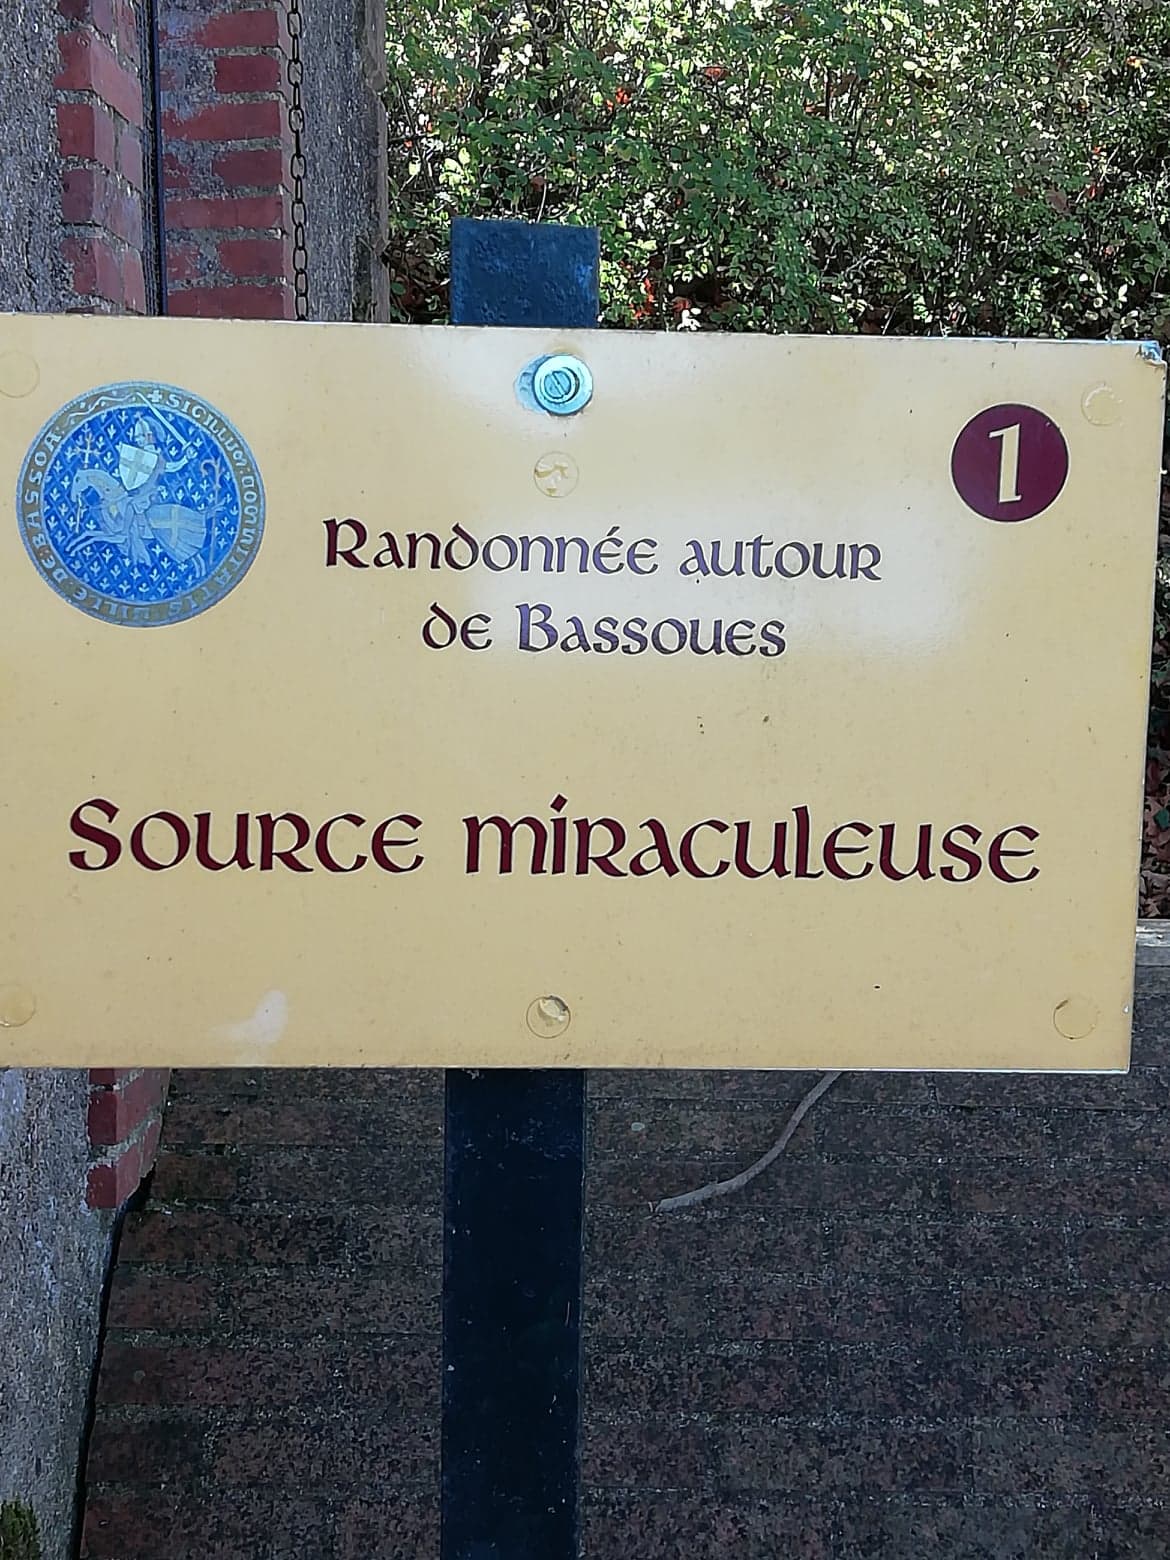 1
Randonnée autour
de Bassoues
Source miraculeuse